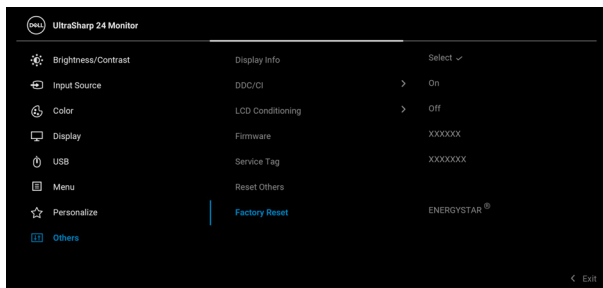 DELL UltraSharp 24 Monitor
Brightness/Contrast Display Info Select ✓
Input Source DDC/CI > On
Color LCD Conditioning > Off
Display Firmware XXXXXX
USB Service Tag XXXXXXX
Menu Reset Others
Personalize Factory Reset ENERGYSTAR ®
Others
< Exit